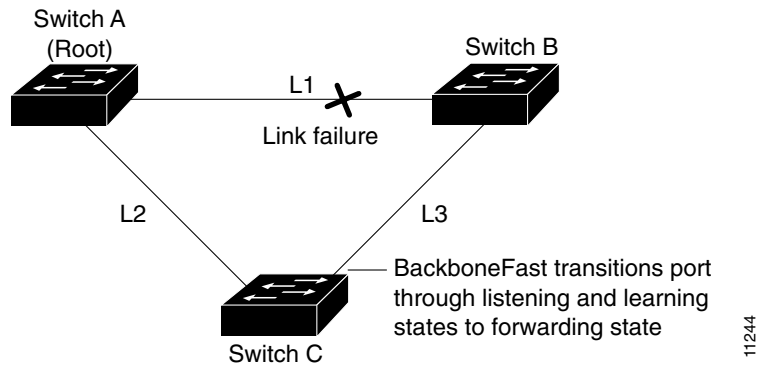 Switch A
(Root)
Switch B
L1
Link failure
L2
L3
BackboneFast transitions port
through listening and learning
states to forwarding state
Switch C
11244